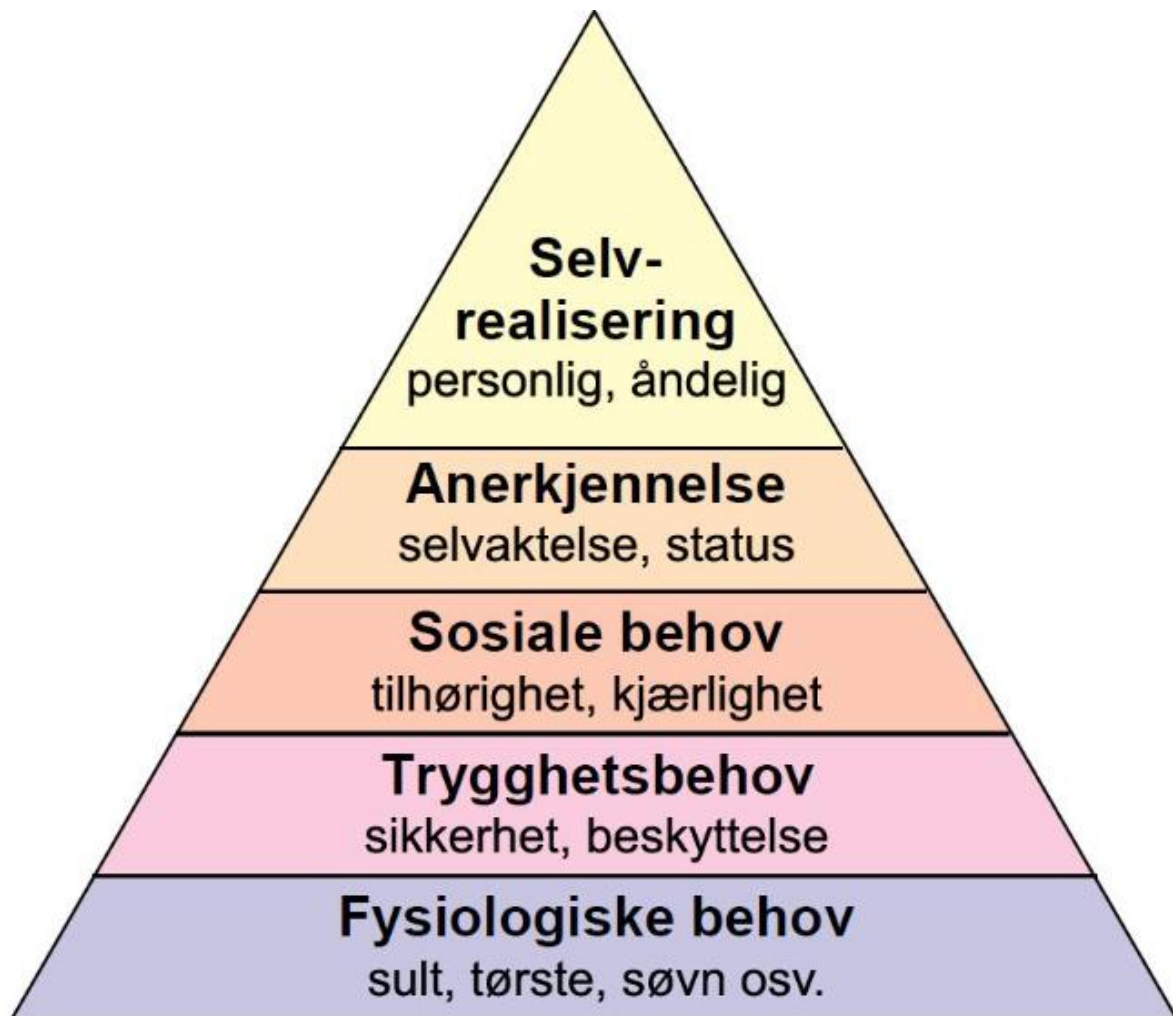 Selv-
realisering
personlig, åndelig
Anerkjennelse
selvaktelse, status
Sosiale behov
tilhørighet, kjærlighet
Trygghetsbehov
sikkerhet, beskyttelse
Fysiologiske behov
sult, tørste, søvn osv.